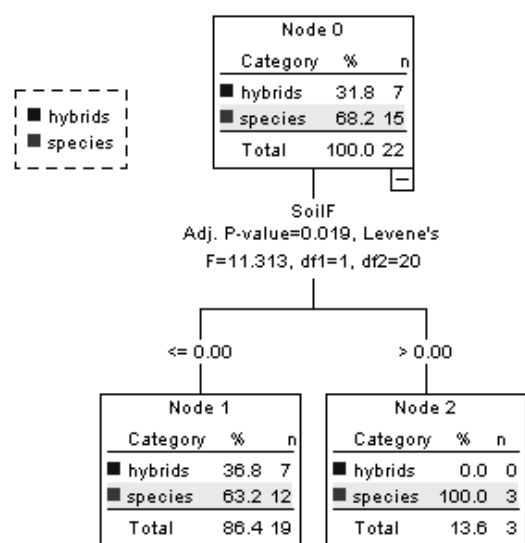 Node 0
Category % n
hybrids 31.8 7
species 68.2 15
Total 100.0 22
hybrids
species
SoilF
Adj. P-value=0.019, Levene's
F=11.313, df1=1, df2=20
<= 0.00
> 0.00
Node 1
Category % n
hybrids 36.8 7
species 63.2 12
Total 86.4 19
Node 2
Category % n
hybrids 0.0 0
species 100.0 3
Total 13.6 3